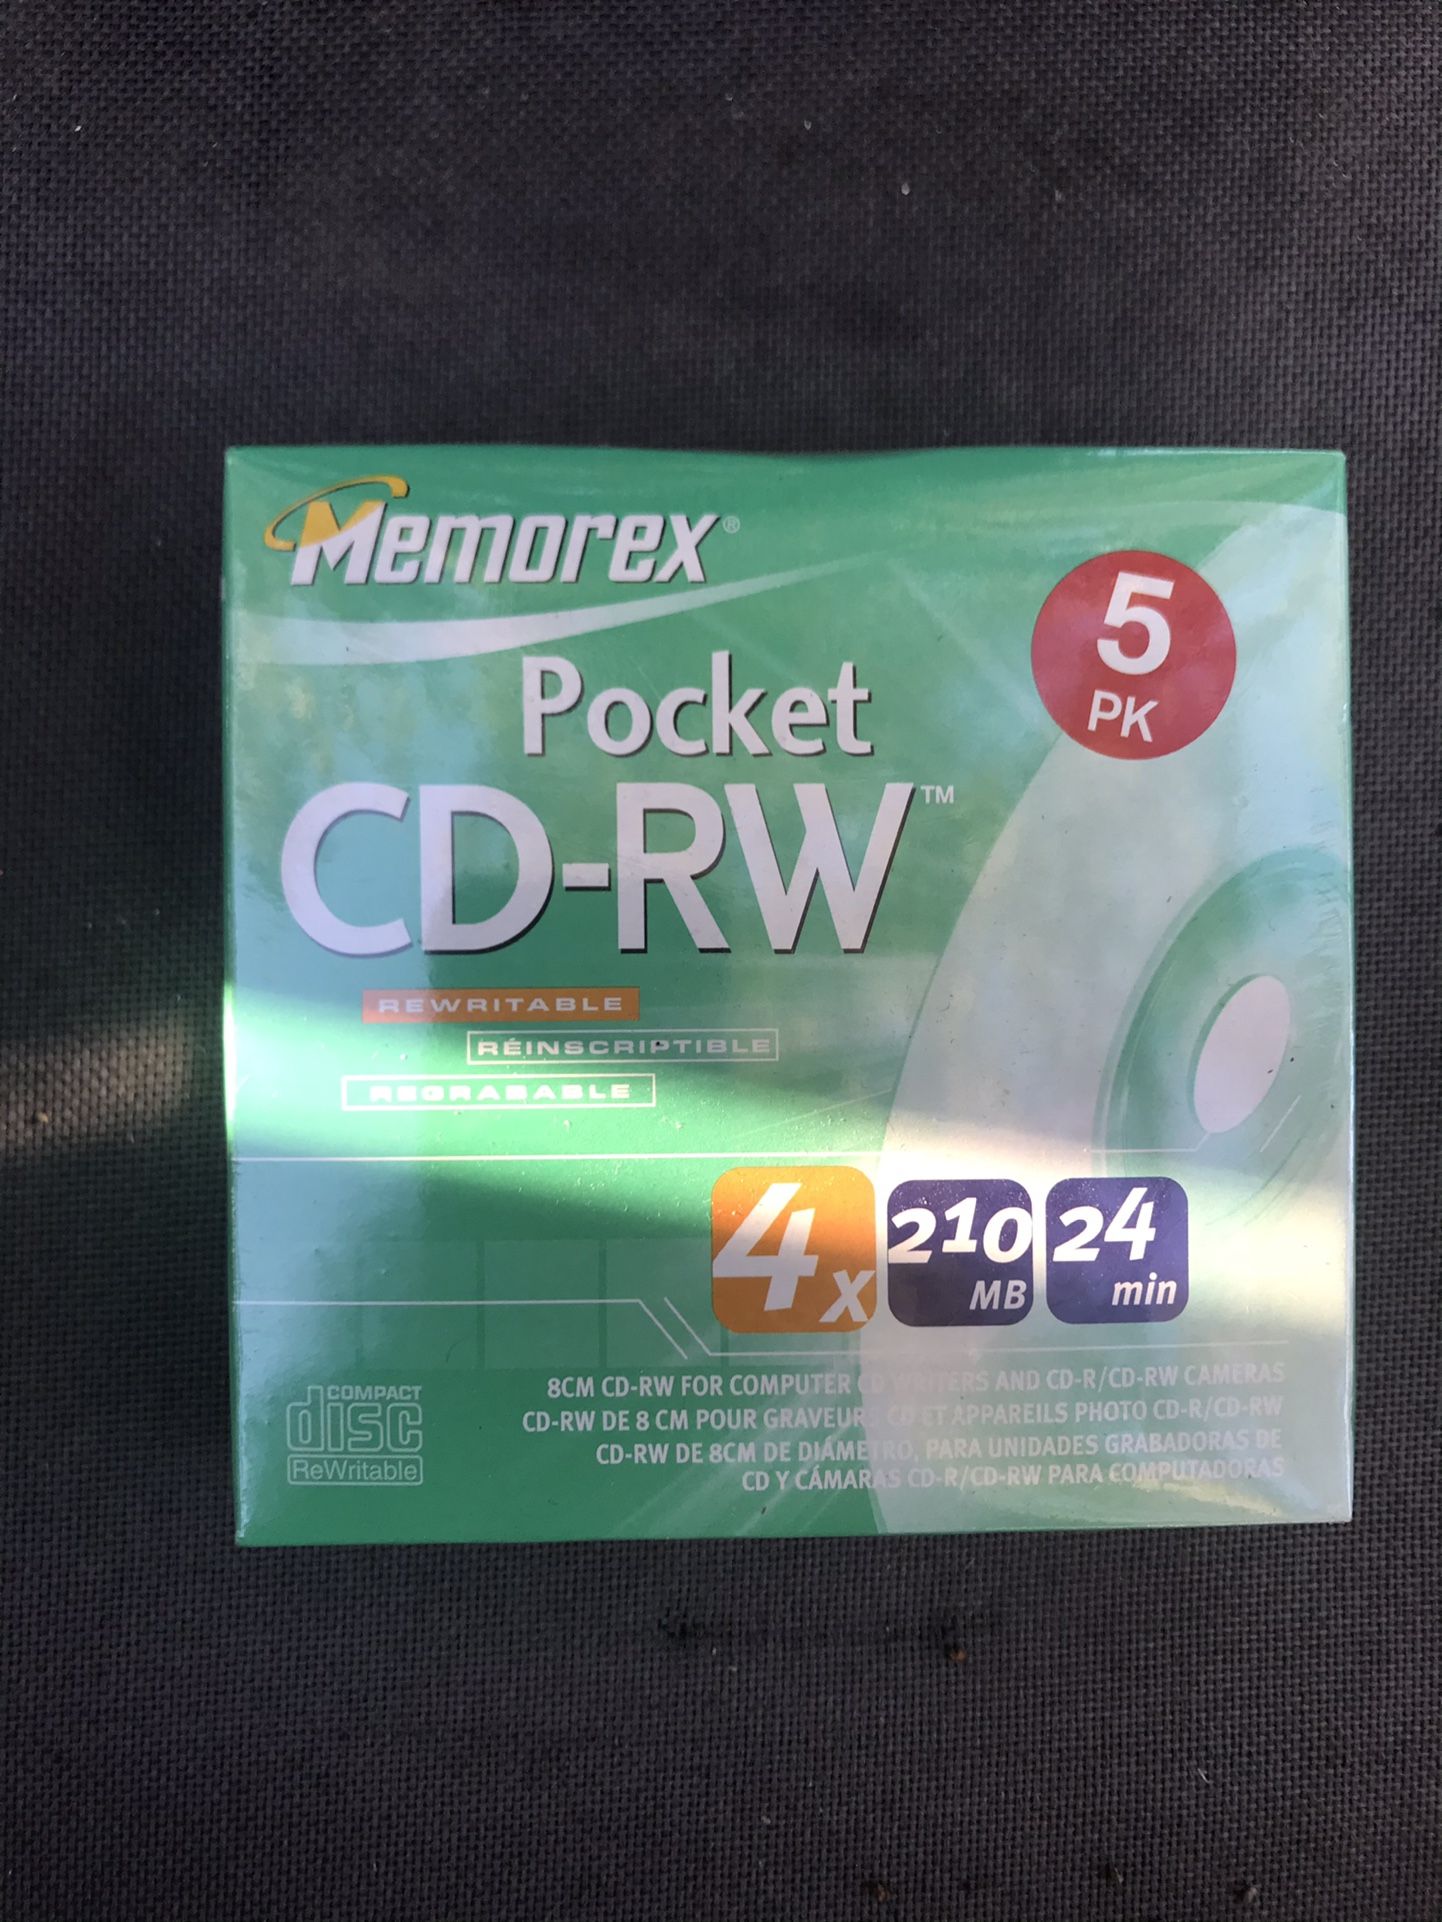 Memorex®
5
PK
Pocket
CD-RW™
REWRITABLE
RÉINSCRIPTIBLE
REGRABABLE
4x
210
MB
24
min
8CM CD-RW FOR COMPUTER CD WRITERS AND CD-R/CD-RW CAMERAS
CD-RW DE 8 CM POUR GRAVEURS CD ET APPAREILS PHOTO CD-R/CD-RW
CD-RW DE 8CM DE DIÁMETRO, PARA UNIDADES GRABADORAS DE
CD Y CÁMARAS CD-R/CD-RW PARA COMPUTADORAS
COMPACT
disc
ReWritable